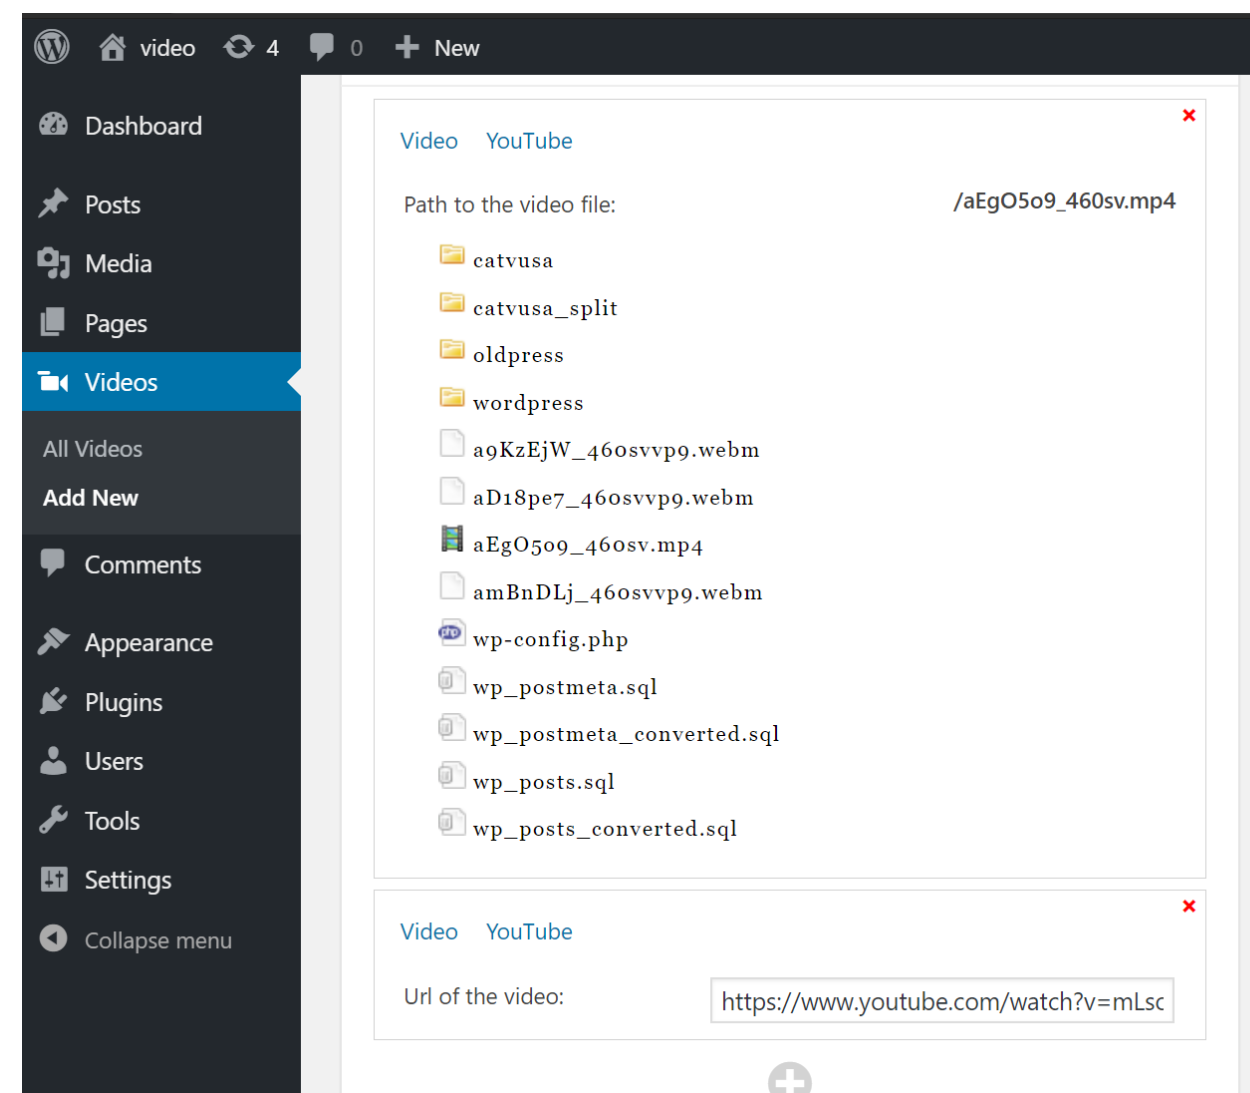 video 4 0 New
Dashboard
Posts
Media
Pages
Videos
All Videos
Add New
Comments
Appearance
Plugins
Users
Tools
Settings
Collapse menu
Video YouTube
Path to the video file: /aEgO5o9_460sv.mp4
catvusa
catvusa_split
oldpress
wordpress
a9KzEjW_460svvp9.webm
aD18pe7_460svvp9.webm
aEgO5o9_460sv.mp4
amBnDLj_460svvp9.webm
php wp-config.php
wp_postmeta.sql
wp_postmeta_converted.sql
wp_posts.sql
wp_posts_converted.sql
Video YouTube
Url of the video: https://www.youtube.com/watch?v=mLsc